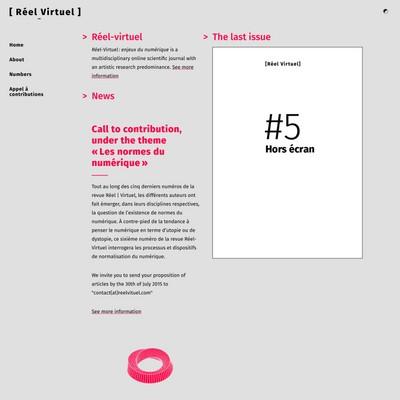 [ Réel Virtuel ]
Home
About
Numbers
Appel à
contributions
> Réel-virtuel
Réel-Virtuel : enjeux du numérique is a
multidisciplinary online scientific journal with
an artistic research predominance. See more
information
> News
Call to contribution,
under the theme
« Les normes du
numérique »
Tout au long des cinq derniers numéros de la
revue Réel | Virtuel, les différents auteurs ont
fait émerger, dans leurs disciplines respectives,
la question de l'existence de normes du
numérique. À contre-pied de la tendance à
penser le numérique en terme d'utopie ou de
dystopie, ce sixième numéro de la revue Réel-
Virtuel interrogera les processus et dispositifs
de normalisation du numérique.
We invite you to send your proposition of
articles by the 30th of July 2015 to
"contact[at]reelvituel.com"
See more information
> The last issue
[Réel Virtuel]
#5
Hors écran